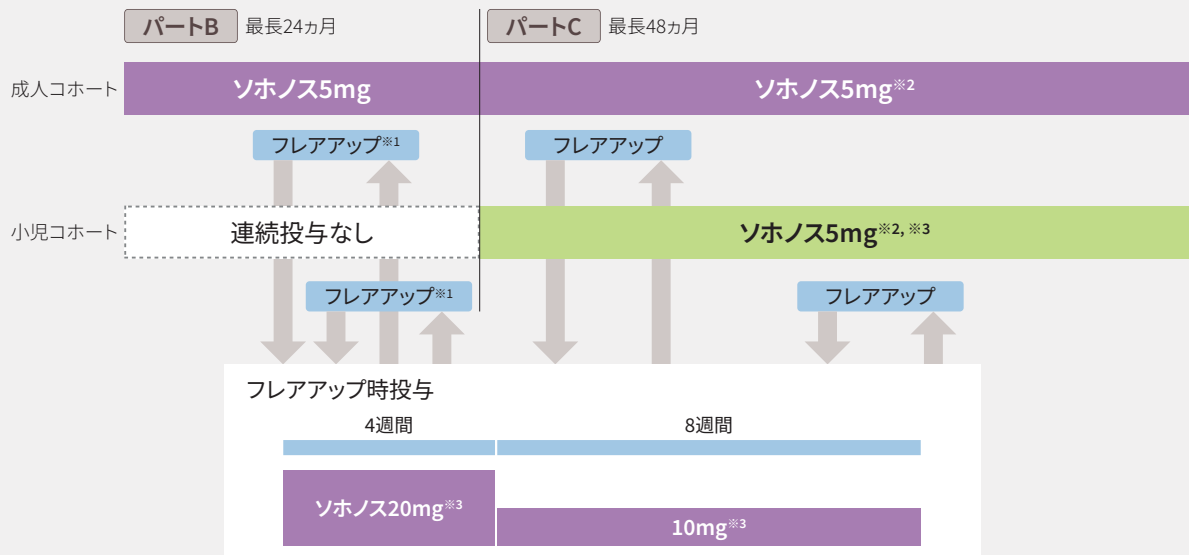 パートB 最長24ヵ月
パートC 最長48ヵ月
成人コホート
ソホノス5mg
ソホノス5mg※2
フレアアップ※1
フレアアップ
小児コホート
連続投与なし
ソホノス5mg※2, ※3
フレアアップ※1
フレアアップ
フレアアップ時投与
4週間
8週間
ソホノス20mg※3
10mg※3